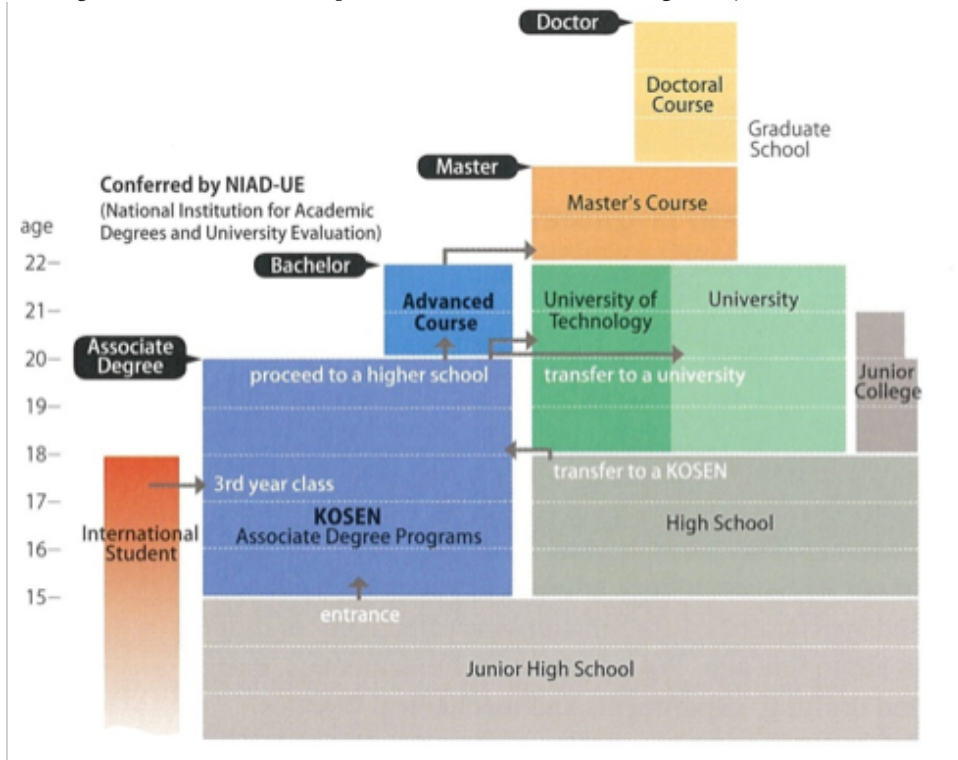 Doctor
Doctoral
Course
Graduate
School
Master
Conferred by NIAD-UE
(National Institution for Academic
Degrees and University Evaluation)
Master's Course
age
22
Bachelor
21
Advanced
Course
University of
Technology
University
Associate
Degree
20
proceed to a higher school
transfer to a university
Junior
College
19
18
transfer to a KOSEN
3rd year class
17
KOSEN
Associate Degree Programs
High School
International
Student
16
15
entrance
Junior High School